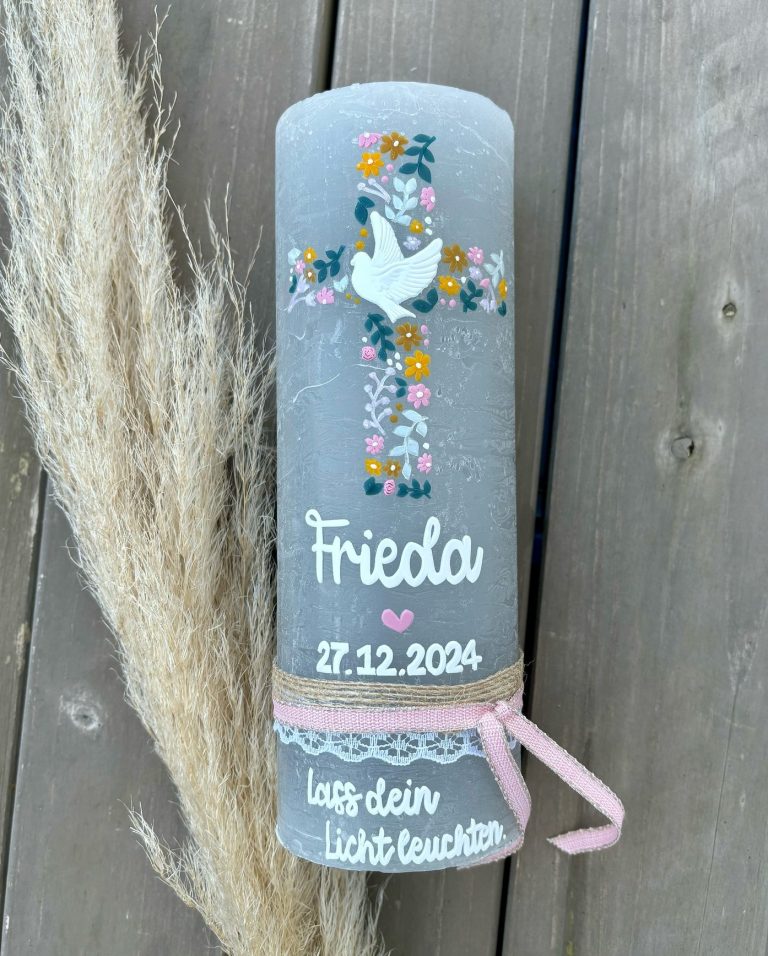 Frieda
27.12.2024
Lass dein
Licht leuchten.